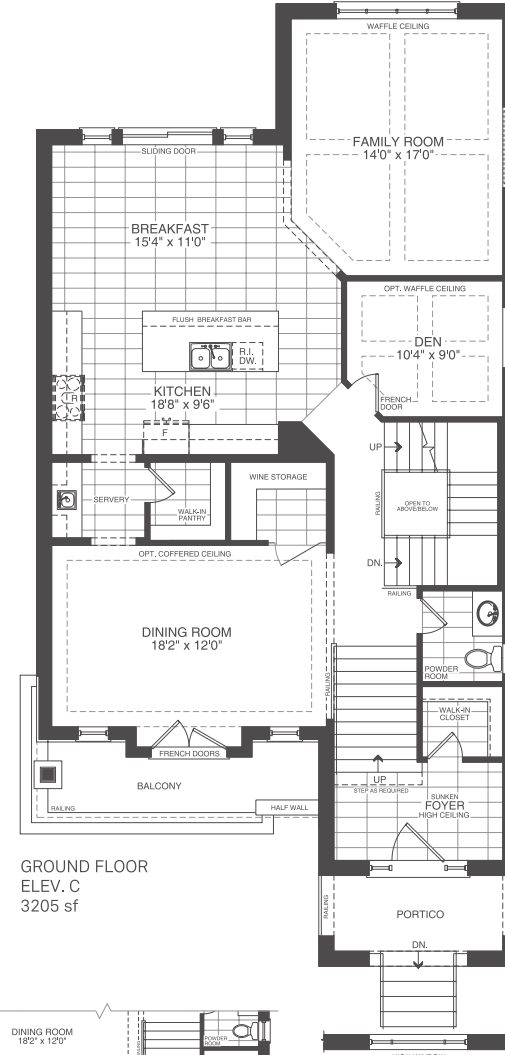 WAFFLE CEILING
FAMILY ROOM
14'0" x 17'0"
SLIDING DOOR
BREAKFAST
15'4" x 11'0"
OPT. WAFFLE CEILING
DEN
10'4" x 9'0"
FRENCH
DOOR
FLUSH BREAKFAST BAR
R.I.
DW.
KITCHEN
18'8" x 9'6"
R
F
UP
RAILING
OPEN TO
ABOVE/BELOW
DN.
RAILING
SERVERY
WALK-IN
PANTRY
WINE STORAGE
OPT. COFFERED CEILING
DINING ROOM
18'2" x 12'0"
RAILING
POWDER
ROOM
WALK-IN
CLOSET
FRENCH DOORS
BALCONY
RAILING
HALF WALL
UP
STEP AS REQUIRED
SUNKEN
FOYER
HIGH CEILING
GROUND FLOOR
ELEV. C
3205 sf
RAILING
PORTICO
DN.
DINING ROOM
18'2" x 12'0"
POWDER
ROOM